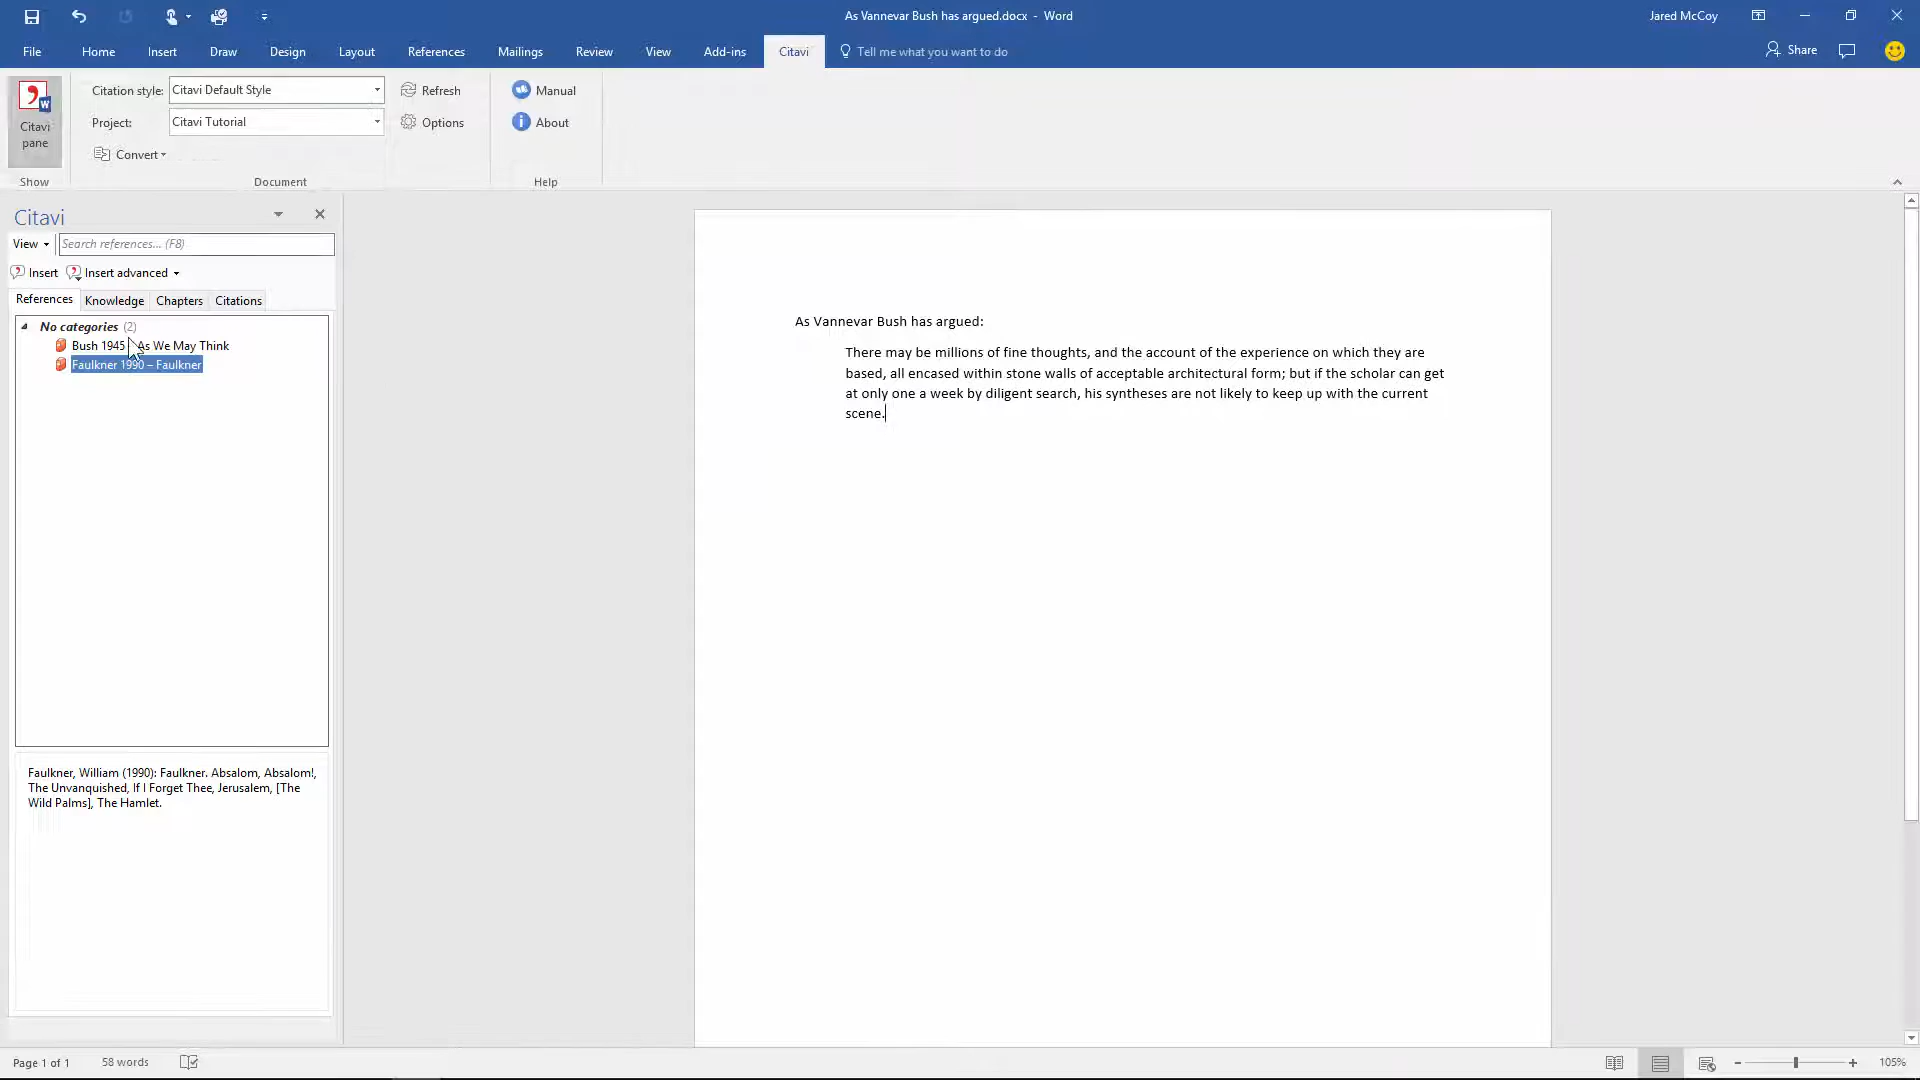 As Vannevar Bush has argued.docx - Word
Jared McCoy
File Home Insert Draw Design Layout References Mailings Review View Add-ins Citavi Tell me what you want to do Share
Citavi pane
Citation style: Citavi Default Style
Project: Citavi Tutorial
Convert
Refresh
Options
Manual
About
Show Document Help
Citavi
View Search references... (F8)
Insert Insert advanced
References Knowledge Chapters Citations
No categories (2)
Bush 1945 As We May Think
Faulkner 1990 – Faulkner
Faulkner, William (1990): Faulkner. Absalom, Absalom!,
The Unvanquished, If I Forget Thee, Jerusalem, [The
Wild Palms], The Hamlet.
As Vannevar Bush has argued:
There may be millions of fine thoughts, and the account of the experience on which they are
based, all encased within stone walls of acceptable architectural form; but if the scholar can get
at only one a week by diligent search, his syntheses are not likely to keep up with the current
scene.
Page 1 of 1 58 words 105%